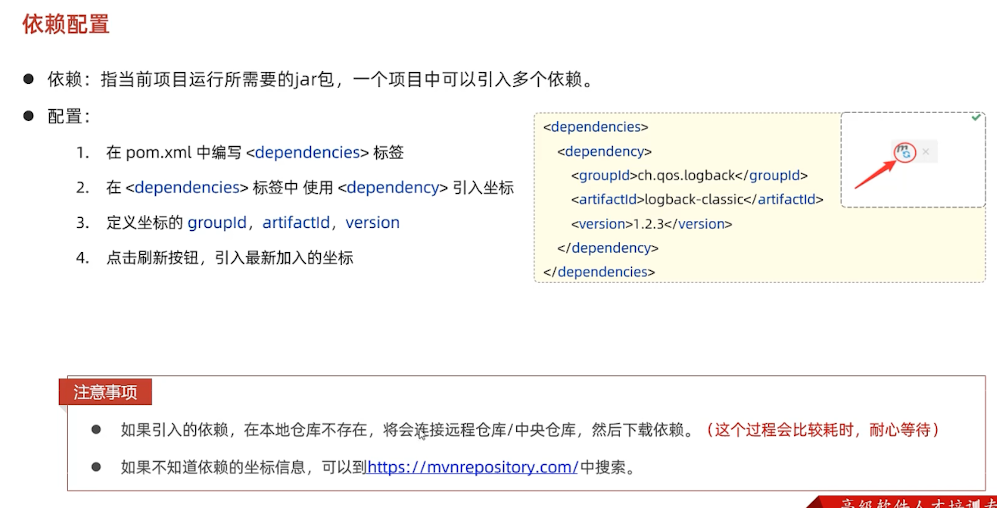 依赖配置
● 依赖：指当前项目运行所需要的jar包，一个项目中可以引入多个依赖。
● 配置：
1. 在 pom.xml 中编写 <dependencies> 标签
2. 在 <dependencies> 标签中 使用 <dependency> 引入坐标
3. 定义坐标的 groupId，artifactId，version
4. 点击刷新按钮，引入最新加入的坐标
<dependencies>
<dependency>
<groupId>ch.qos.logback</groupId>
<artifactId>logback-classic</artifactId>
<version>1.2.3</version>
</dependency>
</dependencies>
m
注意事项
● 如果引入的依赖，在本地仓库不存在，将会连接远程仓库/中央仓库，然后下载依赖。（这个过程会比较耗时，耐心等待）
● 如果不知道依赖的坐标信息，可以到https://mvnrepository.com/中搜索。
高级软件人才培训专